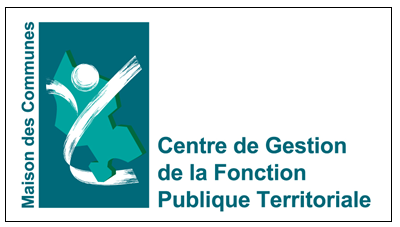 Maison des Communes
Centre de Gestion
de la Fonction
Publique Territoriale